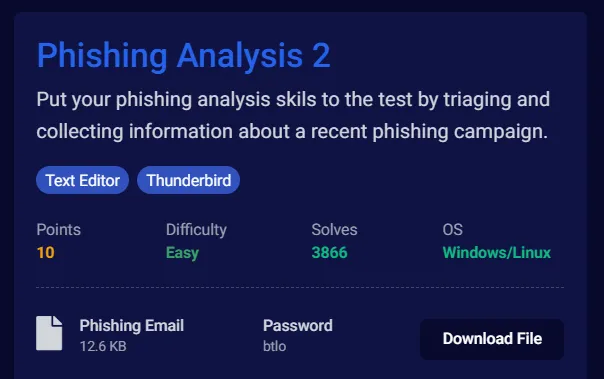 Phishing Analysis 2
Put your phishing analysis skils to the test by triaging and
collecting information about a recent phishing campaign.
Text Editor Thunderbird
Points Difficulty Solves OS
10 Easy 3866 Windows/Linux
Phishing Email Password
12.6 KB btlo
Download File